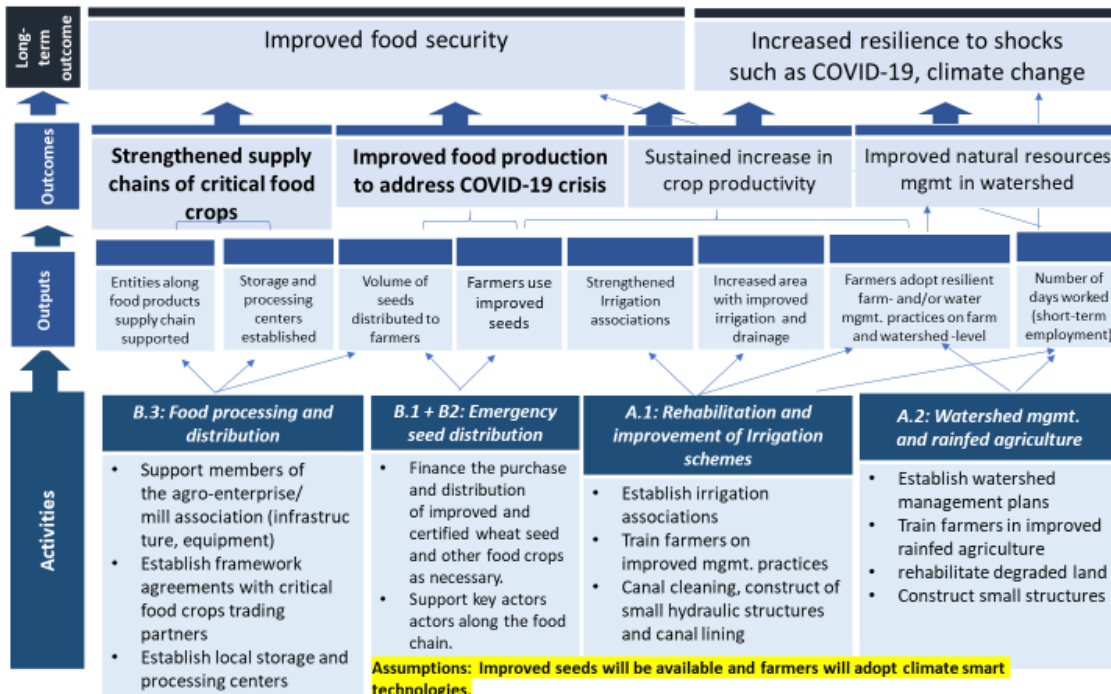 Long-
term
outcome
Improved food security
Increased resilience to shocks
such as COVID-19, climate change
Outcomes
Strengthened supply
chains of critical food
crops
Improved food production
to address COVID-19 crisis
Sustained increase in
crop productivity
Improved natural resources
mgmt in watershed
Outputs
Entities along
food products
supply chain
supported
Storage and
processing
centers
established
Volume of
seeds
distributed to
farmers
Farmers use
improved
seeds
Strengthened
Irrigation
associations
Increased area
with improved
irrigation and
drainage
Farmers adopt resilient
farm- and/or water
mgmt. practices on farm
and watershed -level
Number of
days worked
(short-term
employment)
Activities
B.3: Food processing and
distribution
• Support members of
the agro-enterprise/
mill association (infrastruc
ture, equipment)
• Establish framework
agreements with critical
food crops trading
partners
• Establish local storage and
processing centers
B.1 + B2: Emergency
seed distribution
• Finance the purchase
and distribution
of improved and
certified wheat seed
and other food crops
as necessary.
• Support key actors
actors along the food
chain.
A.1: Rehabilitation and
improvement of Irrigation
schemes
• Establish irrigation
associations
• Train farmers on
improved mgmt. practices
• Canal cleaning, construct of
small hydraulic structures
and canal lining
A.2: Watershed mgmt.
and rainfed agriculture
• Establish watershed
management plans
• Train farmers in improved
rainfed agriculture
• rehabilitate degraded land
• Construct small structures
Assumptions: Improved seeds will be available and farmers will adopt climate smart
technologies.